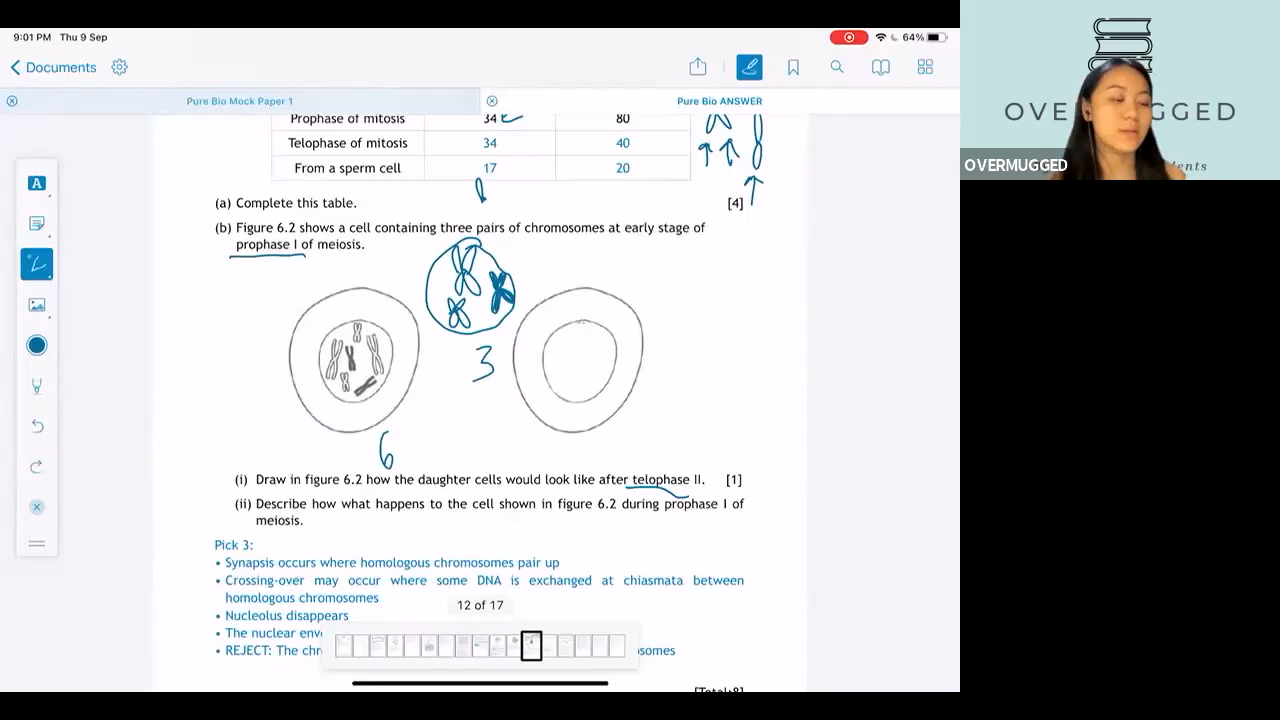 9:01 PM Thu 9 Sep
64%
Documents
Pure Bio Mock Paper 1
Pure Bio ANSWER
Prophase of mitosis 34 80
Telophase of mitosis 34 40
From a sperm cell 17 20
(a) Complete this table. [4]
(b) Figure 6.2 shows a cell containing three pairs of chromosomes at early stage of
prophase I of meiosis.
3
6
(i) Draw in figure 6.2 how the daughter cells would look like after telophase II. [1]
(ii) Describe how what happens to the cell shown in figure 6.2 during prophase I of
meiosis.
Pick 3:
• Synapsis occurs where homologous chromosomes pair up
• Crossing-over may occur where some DNA is exchanged at chiasmata between
homologous chromosomes
• Nucleolus disappears
• The nuclear
• REJECT: The
12 of 17
[Total:8]
A
OVERMUGGED